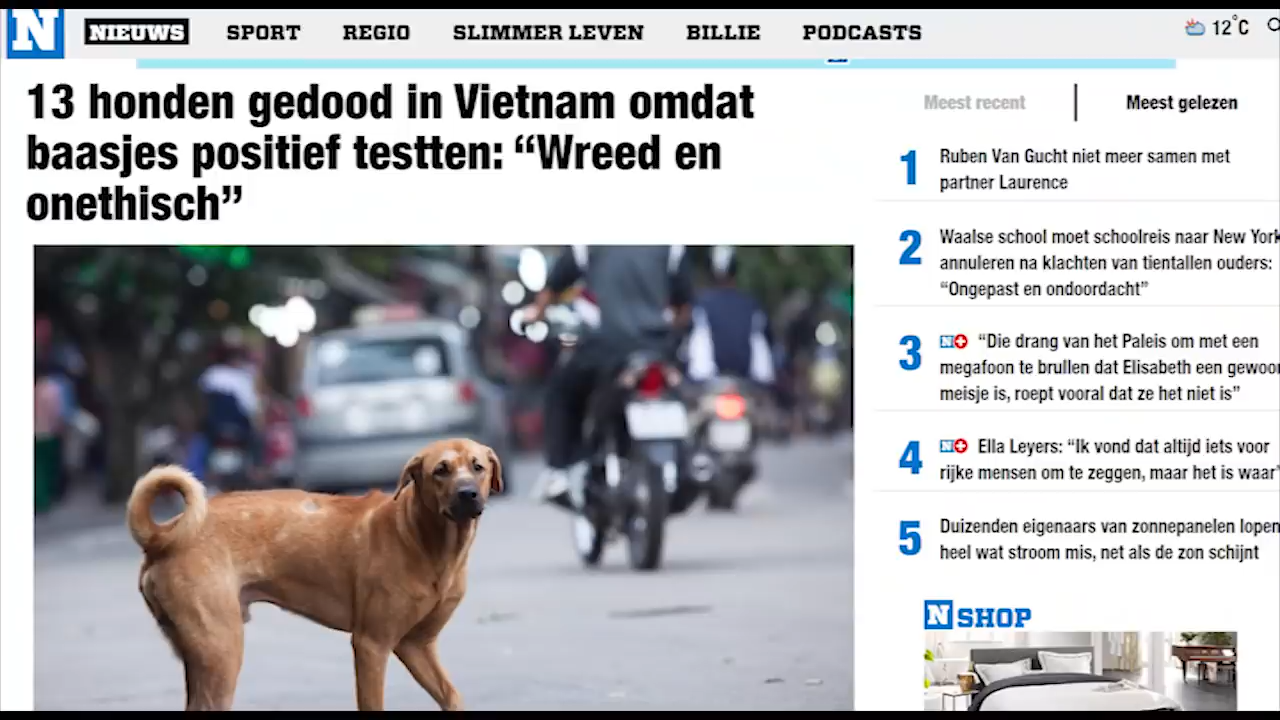 N
NIEUWS SPORT REGIO SLIMMER LEVEN BILLIE PODCASTS
12°C
13 honden gedood in Vietnam omdat
baasjes positief testten: “Wreed en
onethisch”
Meest recent
Meest gelezen
1
Ruben Van Gucht niet meer samen met
partner Laurence
2
Waalse school moet schoolreis naar New York
annuleren na klachten van tientallen ouders:
“Ongepast en ondoordacht”
3
N+ “Die drang van het Paleis om met een
megafoon te brullen dat Elisabeth een gewoon
meisje is, roept vooral dat ze het niet is”
4
N+ Ella Leyers: “Ik vond dat altijd iets voor
rijke mensen om te zeggen, maar het is waar”
5
Duizenden eigenaars van zonnepanelen lopen
heel wat stroom mis, net als de zon schijnt
N SHOP